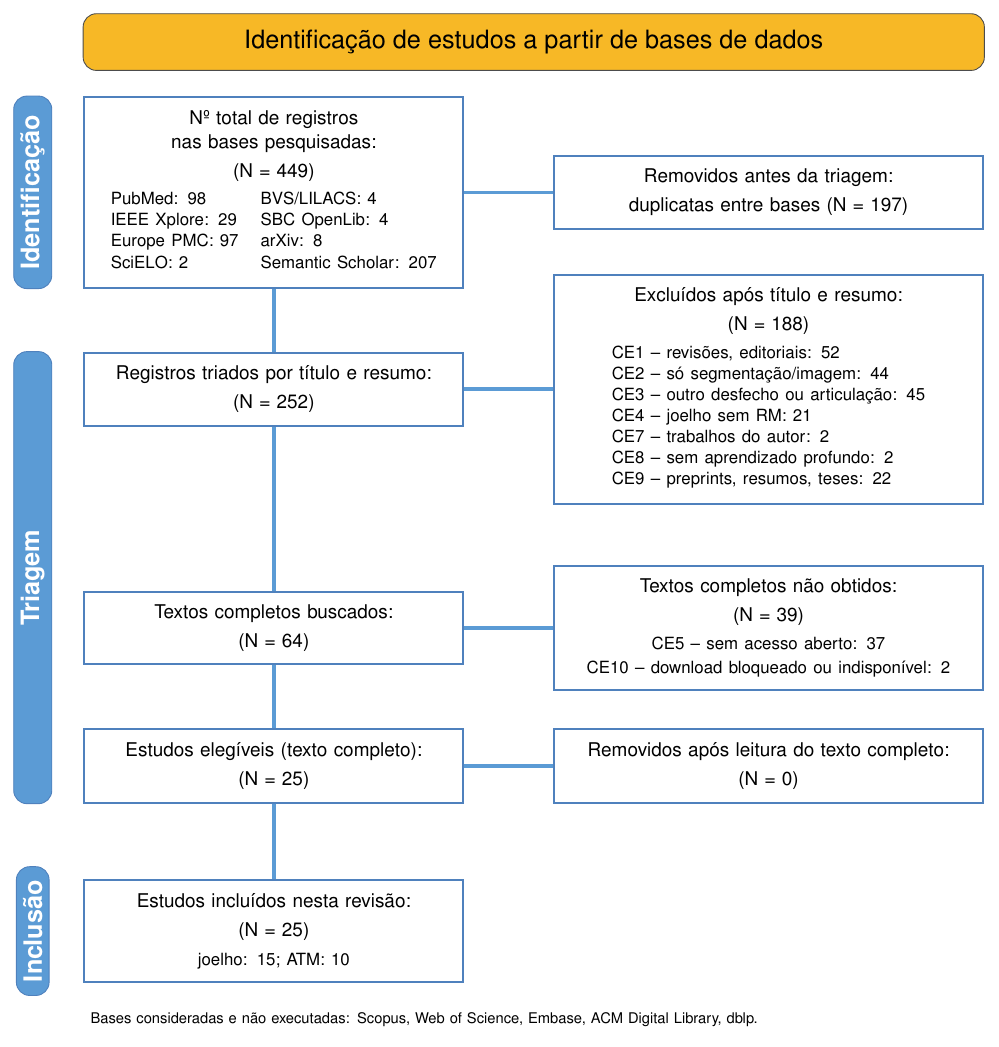 Identificação de estudos a partir de bases de dados
Identificação
Nº total de registros
nas bases pesquisadas:
(N = 449)
PubMed: 98 BVS/LILACS: 4
IEEE Xplore: 29 SBC OpenLib: 4
Europe PMC: 97 arXiv: 8
SciELO: 2 Semantic Scholar: 207
Removidos antes da triagem:
duplicatas entre bases (N = 197)
Triagem
Registros triados por título e resumo:
(N = 252)
Excluídos após título e resumo:
(N = 188)
CE1 – revisões, editoriais: 52
CE2 – só segmentação/imagem: 44
CE3 – outro desfecho ou articulação: 45
CE4 – joelho sem RM: 21
CE7 – trabalhos do autor: 2
CE8 – sem aprendizado profundo: 2
CE9 – preprints, resumos, teses: 22
Textos completos buscados:
(N = 64)
Textos completos não obtidos:
(N = 39)
CE5 – sem acesso aberto: 37
CE10 – download bloqueado ou indisponível: 2
Estudos elegíveis (texto completo):
(N = 25)
Removidos após leitura do texto completo:
(N = 0)
Inclusão
Estudos incluídos nesta revisão:
(N = 25)
joelho: 15; ATM: 10
Bases consideradas e não executadas: Scopus, Web of Science, Embase, ACM Digital Library, dblp.